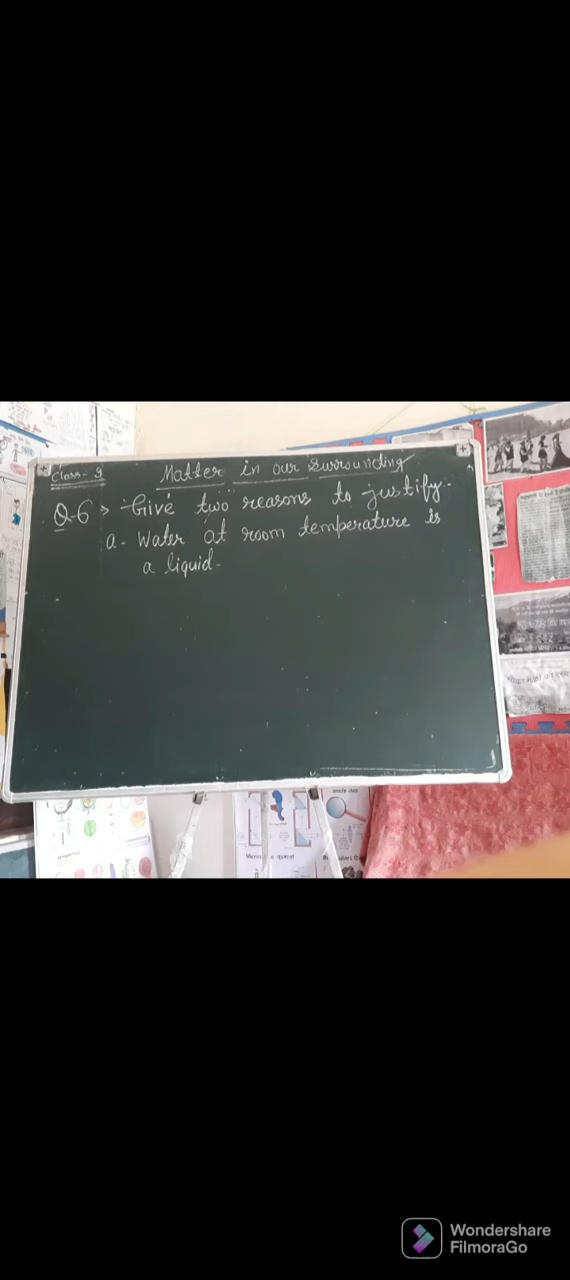 Class- 9
Matter in our Surrounding
Q-6 > Give two reasons to justify.
a- Water at room temperature is
a liquid-
Wondershare
FilmoraGo